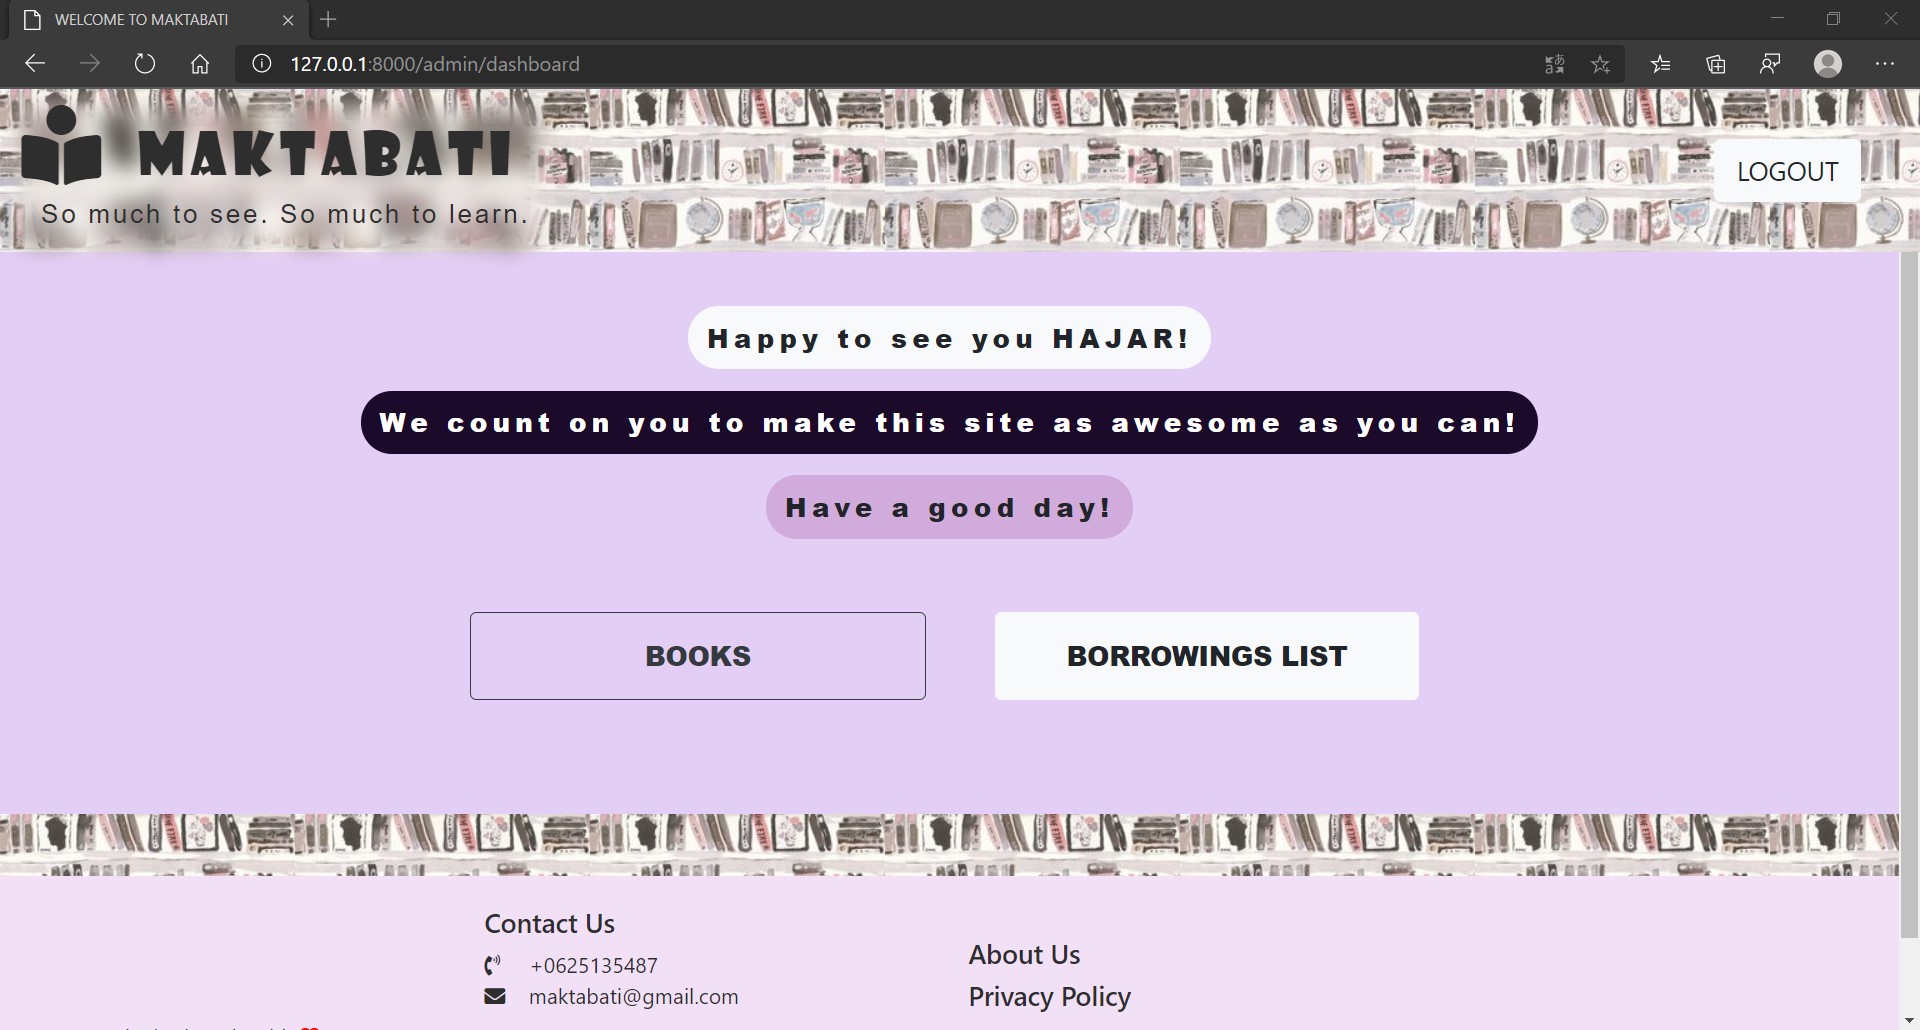 WELCOME TO MAKTABATI
127.0.0.1:8000/admin/dashboard
MAKTABATI
So much to see. So much to learn.
LOGOUT
Happy to see you HAJAR!
We count on you to make this site as awesome as you can!
Have a good day!
BOOKS
BORROWINGS LIST
Contact Us
+0625135487
maktabati@gmail.com
About Us
Privacy Policy